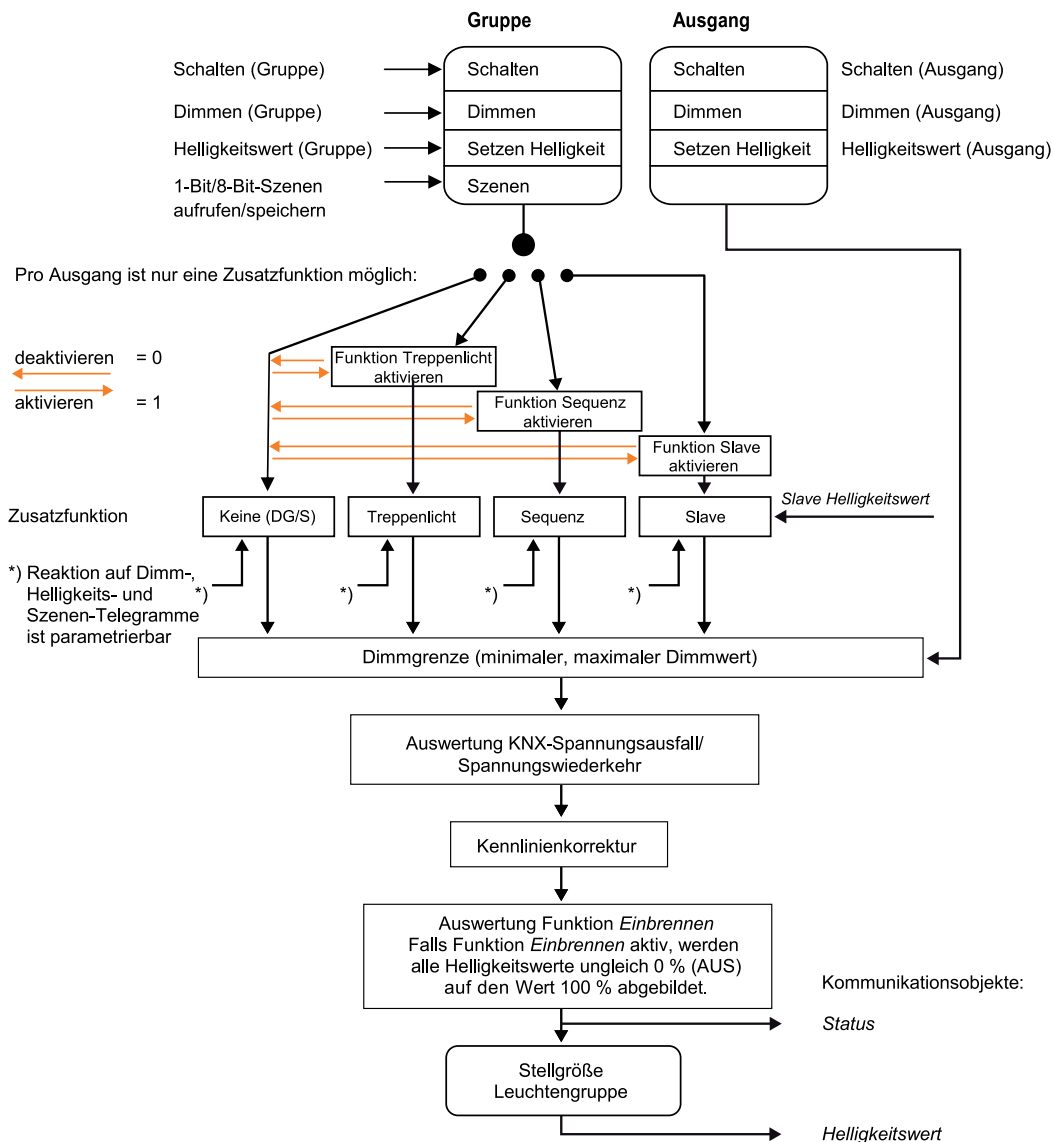 Gruppe
Ausgang
Schalten (Gruppe)
Schalten
Schalten
Schalten (Ausgang)
Dimmen (Gruppe)
Dimmen
Dimmen
Dimmen (Ausgang)
Helligkeitswert (Gruppe)
Setzen Helligkeit
Setzen Helligkeit
Helligkeitswert (Ausgang)
1-Bit/8-Bit-Szenen
aufrufen/speichern
Szenen
Pro Ausgang ist nur eine Zusatzfunktion möglich:
deaktivieren = 0
aktivieren = 1
Funktion Treppenlicht
aktivieren
Funktion Sequenz
aktivieren
Funktion Slave
aktivieren
Zusatzfunktion
Keine (DG/S)
Treppenlicht
Sequenz
Slave
Slave Helligkeitswert
*) Reaktion auf Dimm-,
Helligkeits- und
Szenen-Telegramme
ist parametrierbar
*)
*)
*)
*)
Dimmgrenze (minimaler, maximaler Dimmwert)
Auswertung KNX-Spannungsausfall/
Spannungswiederkehr
Kennlinienkorrektur
Auswertung Funktion Einbrennen
Falls Funktion Einbrennen aktiv, werden
alle Helligkeitswerte ungleich 0 % (AUS)
auf den Wert 100 % abgebildet.
Kommunikationsobjekte:
Status
Stellgröße
Leuchtengruppe
Helligkeitswert